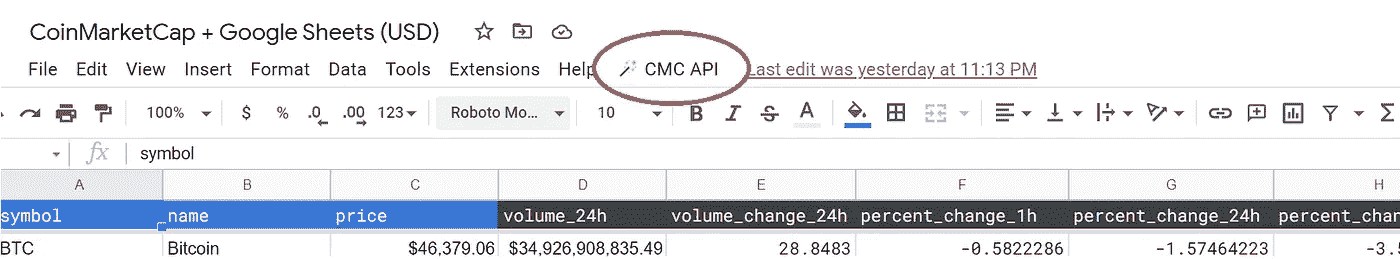 CoinMarketCap + Google Sheets (USD)
File Edit View Insert Format Data Tools Extensions Help CMC API Last edit was yesterday at 11:13 PM
100% $ % .0 .00 123 Roboto Mo... 10 B I S A Σ
fx symbol
A B C D E F G H
symbol name price volume_24h volume_change_24h percent_change_1h percent_change_24h percent_chan
BTC Bitcoin $46,379.06 $34,926,908,835.49 28.8483 -0.5822286 -1.57464223 -3.5